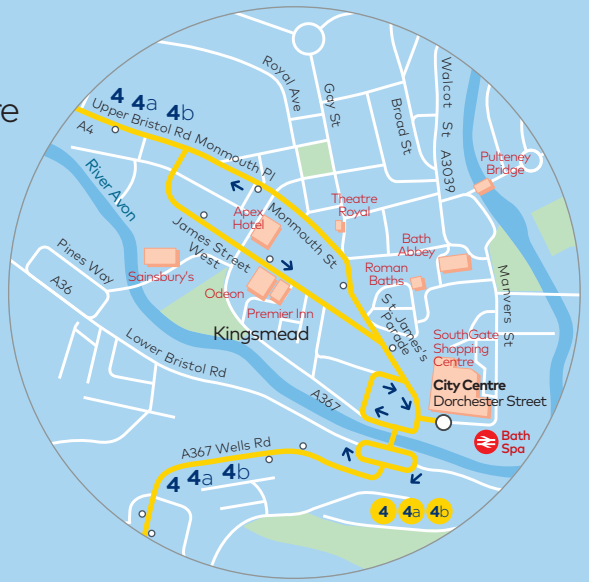 re
4 4a 4b
Upper Bristol Rd
Monmouth Pl
A4
Royal Ave
Gay St
Broad St
Walcot St A3039
Pulteney
Bridge
River Avon
Apex
Hotel
Monmouth St
Theatre
Royal
James Street
West
Bath
Abbey
Roman
Baths
Manvers St
Pines Way
A36
Sainsbury's
Odeon
Premier Inn
Kingsmead
St. James's
Parade
SouthGate
Shopping
Centre
Lower Bristol Rd
A367
City Centre
Dorchester Street
Bath
Spa
A367 Wells Rd
4 4a 4b
4 4a 4b